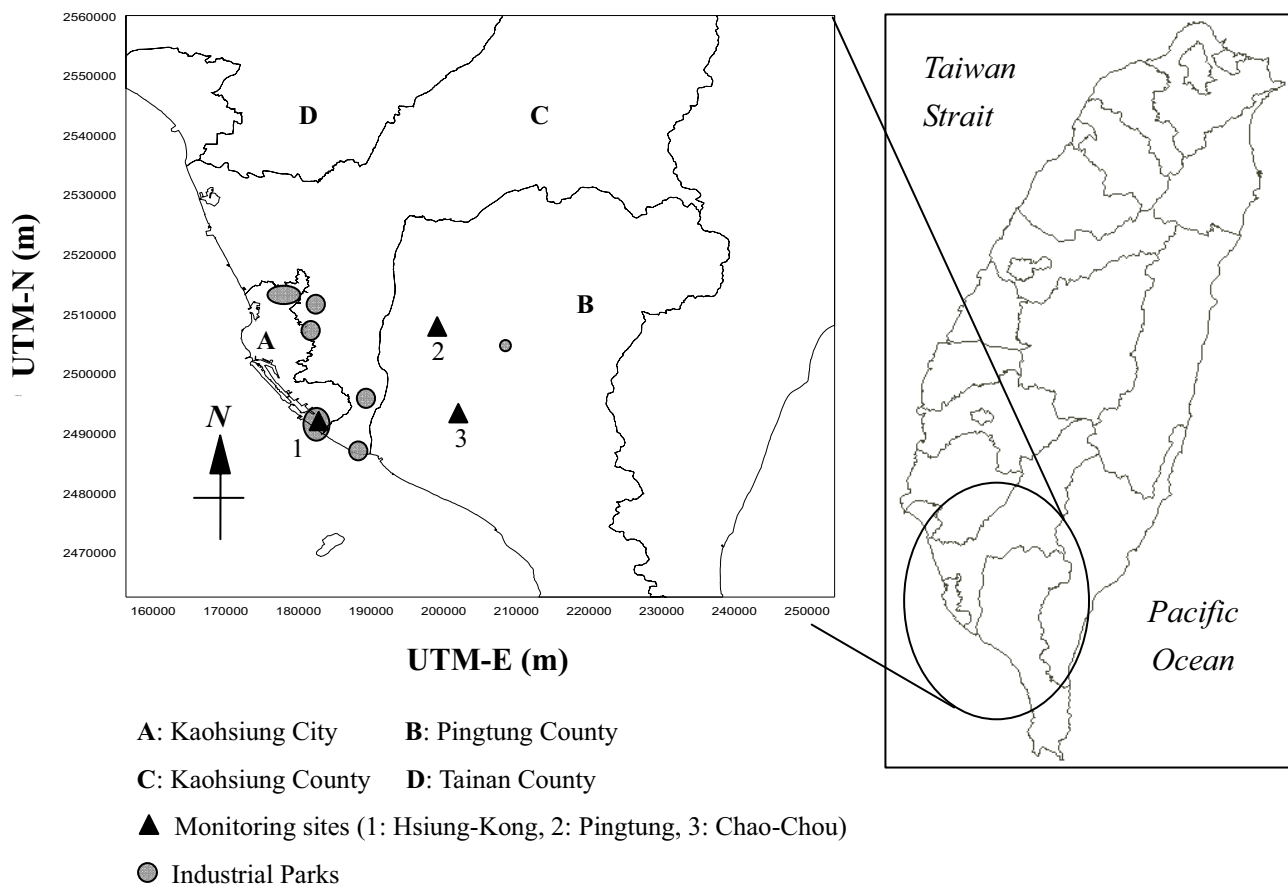 2560000
2550000
2540000
2530000
2520000
2510000
2500000
2490000
2480000
2470000
UTM-N (m)
D
C
B
A
2
3
1
N
160000 170000 180000 190000 200000 210000 220000 230000 240000 250000
UTM-E (m)
Taiwan
Strait
Pacific
Ocean
A: Kaohsiung City B: Pingtung County
C: Kaohsiung County D: Tainan County
Monitoring sites (1: Hsiung-Kong, 2: Pingtung, 3: Chao-Chou)
Industrial Parks